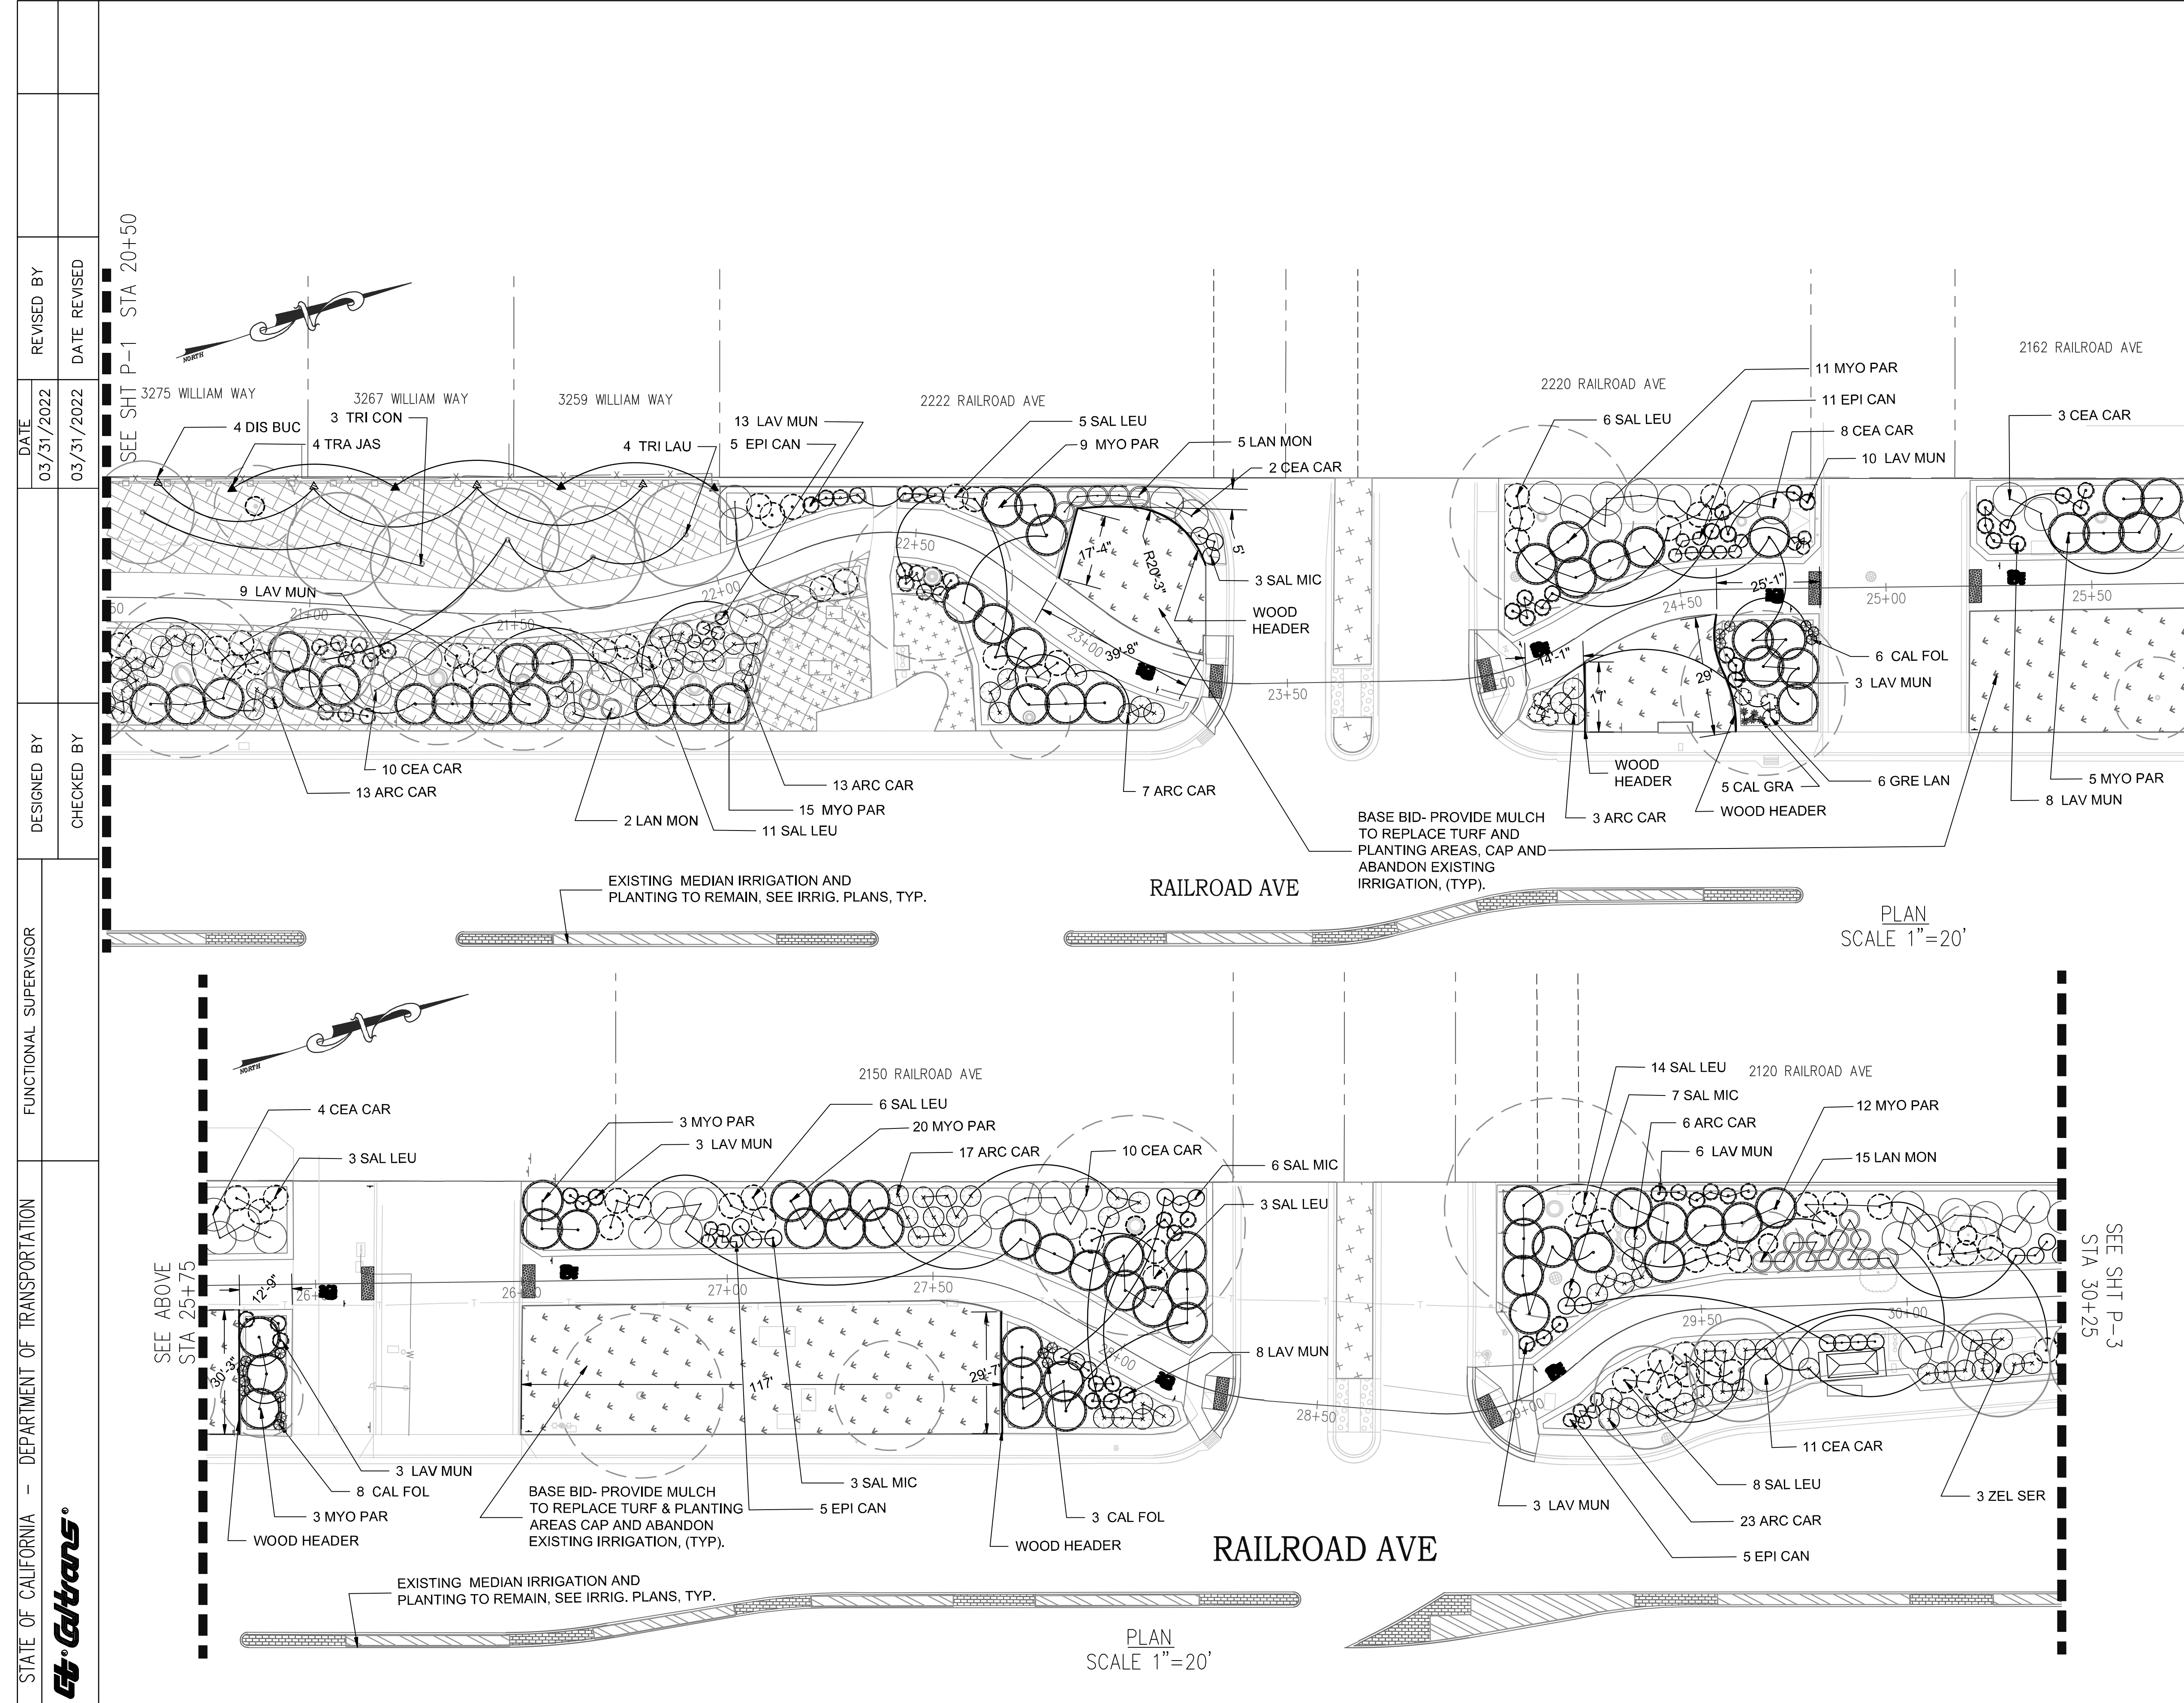 STATE OF CALIFORNIA - DEPARTMENT OF TRANSPORTATION
Caltrans
FUNCTIONAL SUPERVISOR
DESIGNED BY
CHECKED BY
DATE
03/31/2022
03/31/2022
REVISED BY
DATE REVISED
SEE SHT P-1 STA 20+50
NORTH
3275 WILLIAM WAY
3267 WILLIAM WAY
3259 WILLIAM WAY
2222 RAILROAD AVE
2220 RAILROAD AVE
2162 RAILROAD AVE
4 DIS BUC
3 TRI CON
4 TRA JAS
4 TRI LAU
13 LAV MUN
5 EPI CAN
5 SAL LEU
9 MYO PAR
5 LAN MON
2 CEA CAR
6 SAL LEU
11 MYO PAR
11 EPI CAN
8 CEA CAR
10 LAV MUN
3 CEA CAR
5'
17'-4"
R20'-3"
3 SAL MIC
WOOD
HEADER
9 LAV MUN
50
21+00
21+50
22+00
22+50
23+00
39'-8"
23+50
14'-1"
17'
29'
25'-1"
24+50
25+00
25+50
6 CAL FOL
3 LAV MUN
10 CEA CAR
13 ARC CAR
2 LAN MON
13 ARC CAR
15 MYO PAR
11 SAL LEU
7 ARC CAR
WOOD
HEADER
3 ARC CAR
5 CAL GRA
WOOD HEADER
6 GRE LAN
5 MYO PAR
8 LAV MUN
BASE BID- PROVIDE MULCH
TO REPLACE TURF AND
PLANTING AREAS, CAP AND
ABANDON EXISTING
IRRIGATION, (TYP).
EXISTING MEDIAN IRRIGATION AND
PLANTING TO REMAIN, SEE IRRIG. PLANS, TYP.
RAILROAD AVE
PLAN
SCALE 1"=20'
SEE ABOVE
STA 25+75
NORTH
2150 RAILROAD AVE
2120 RAILROAD AVE
4 CEA CAR
3 SAL LEU
3 MYO PAR
3 LAV MUN
6 SAL LEU
20 MYO PAR
17 ARC CAR
10 CEA CAR
6 SAL MIC
3 SAL LEU
14 SAL LEU
7 SAL MIC
6 ARC CAR
6 LAV MUN
12 MYO PAR
15 LAN MON
12'-9"
30'-3"
27+00
27+50
28+00
28+50
29+00
29+50
30+00
117'
29'-7"
8 LAV MUN
3 LAV MUN
8 CAL FOL
3 MYO PAR
WOOD HEADER
BASE BID- PROVIDE MULCH
TO REPLACE TURF & PLANTING
AREAS CAP AND ABANDON
EXISTING IRRIGATION, (TYP).
3 SAL MIC
5 EPI CAN
3 CAL FOL
WOOD HEADER
3 LAV MUN
11 CEA CAR
8 SAL LEU
23 ARC CAR
5 EPI CAN
3 ZEL SER
SEE SHT P-3
STA 30+25
RAILROAD AVE
EXISTING MEDIAN IRRIGATION AND
PLANTING TO REMAIN, SEE IRRIG. PLANS, TYP.
PLAN
SCALE 1"=20'